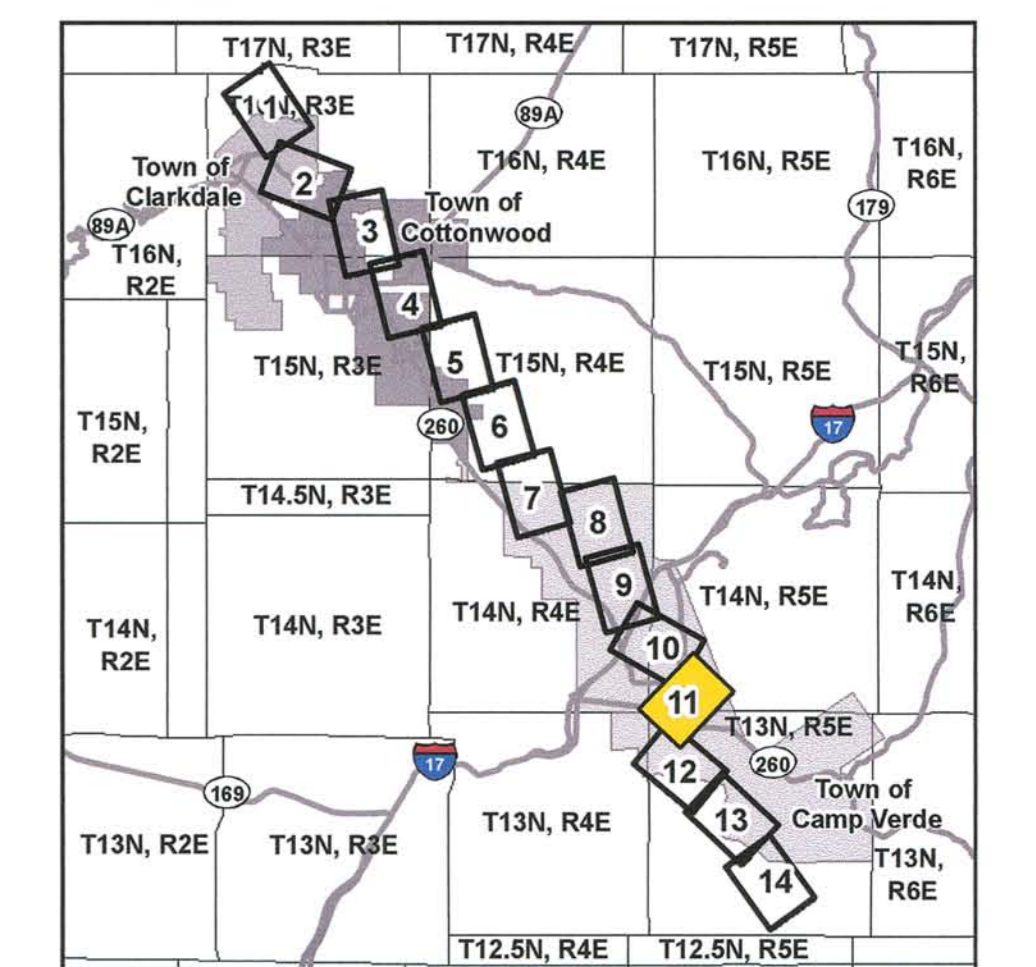 T17N, R3E
T17N, R4E
T17N, R5E
1
T16N, R3E
89A
T16N, R4E
T16N, R5E
T16N,
R6E
Town of
Clarkdale
2
89A
3
Town of
Cottonwood
179
T16N,
R2E
4
T15N, R3E
5
T15N, R4E
T15N, R5E
T15N,
R6E
T15N,
R2E
260
6
17
T14.5N, R3E
7
8
9
T14N, R4E
T14N, R5E
T14N,
R6E
T14N,
R2E
T14N, R3E
10
11
T13N, R5E
17
12
260
169
Town of
Camp Verde
T13N, R2E
T13N, R3E
T13N, R4E
13
T13N,
R6E
14
T12.5N, R4E
T12.5N, R5E